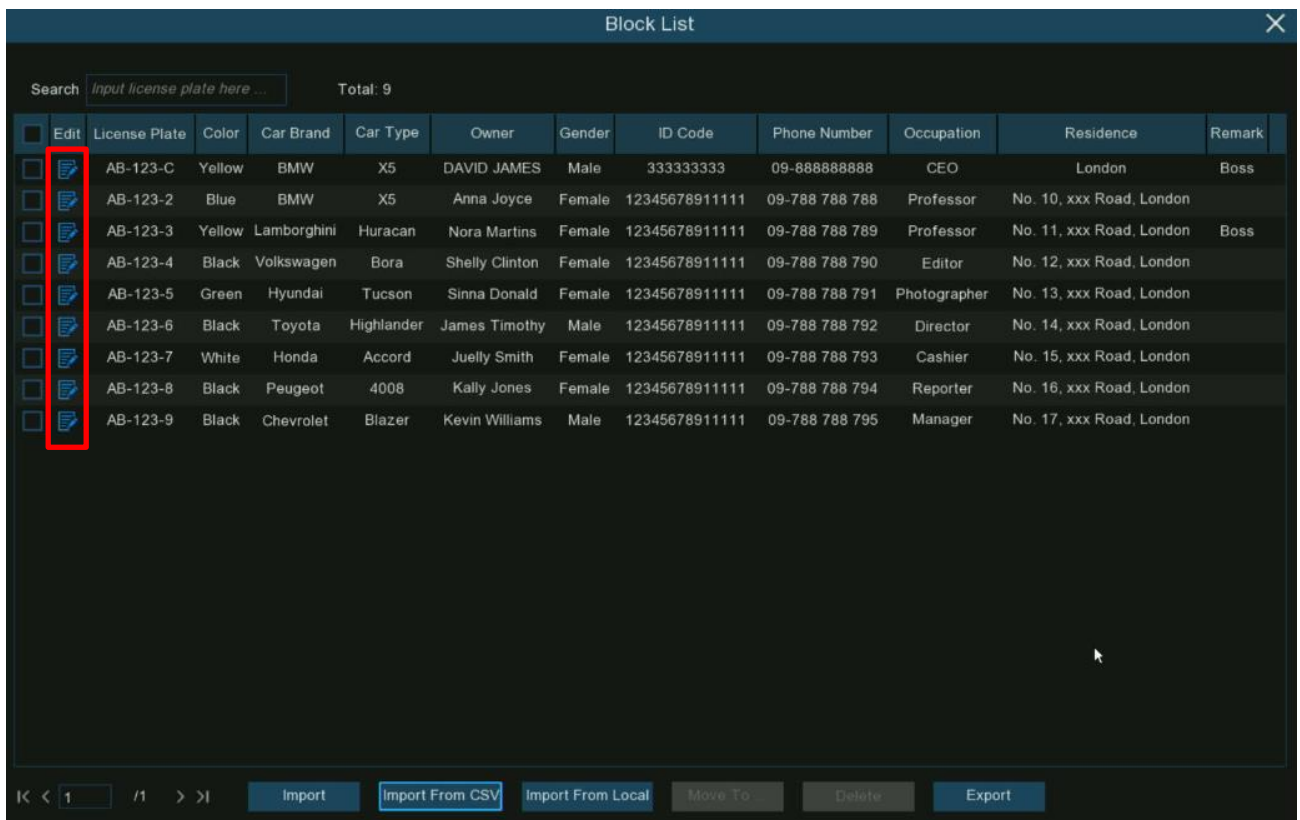 Block List
Search Input license plate here ... Total: 9
Edit License Plate Color Car Brand Car Type Owner Gender ID Code Phone Number Occupation Residence Remark
AB-123-C Yellow BMW X5 DAVID JAMES Male 333333333 09-888888888 CEO London Boss
AB-123-2 Blue BMW X5 Anna Joyce Female 12345678911111 09-788 788 788 Professor No. 10, xxx Road, London
AB-123-3 Yellow Lamborghini Huracan Nora Martins Female 12345678911111 09-788 788 789 Professor No. 11, xxx Road, London Boss
AB-123-4 Black Volkswagen Bora Shelly Clinton Female 12345678911111 09-788 788 790 Editor No. 12, xxx Road, London
AB-123-5 Green Hyundai Tucson Sinna Donald Female 12345678911111 09-788 788 791 Photographer No. 13, xxx Road, London
AB-123-6 Black Toyota Highlander James Timothy Male 12345678911111 09-788 788 792 Director No. 14, xxx Road, London
AB-123-7 White Honda Accord Juelly Smith Female 12345678911111 09-788 788 793 Cashier No. 15, xxx Road, London
AB-123-8 Black Peugeot 4008 Kally Jones Female 12345678911111 09-788 788 794 Reporter No. 16, xxx Road, London
AB-123-9 Black Chevrolet Blazer Kevin Williams Male 12345678911111 09-788 788 795 Manager No. 17, xxx Road, London
1 /1 Import Import From CSV Import From Local Move To Delete Export